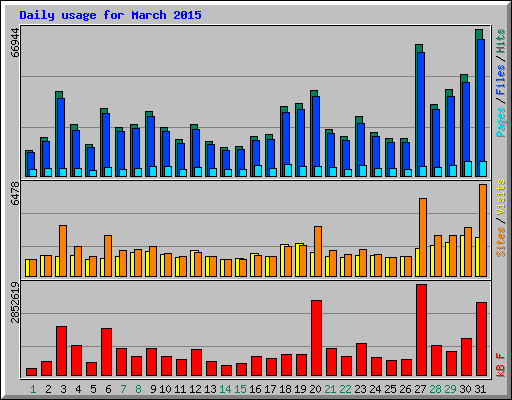 Daily usage for March 2015
66944
Pages / Files / Hits
6478
Sites / Visits
2852619
kB F
1 2 3 4 5 6 7 8 9 10 11 12 13 14 15 16 17 18 19 20 21 22 23 24 25 26 27 28 29 30 31